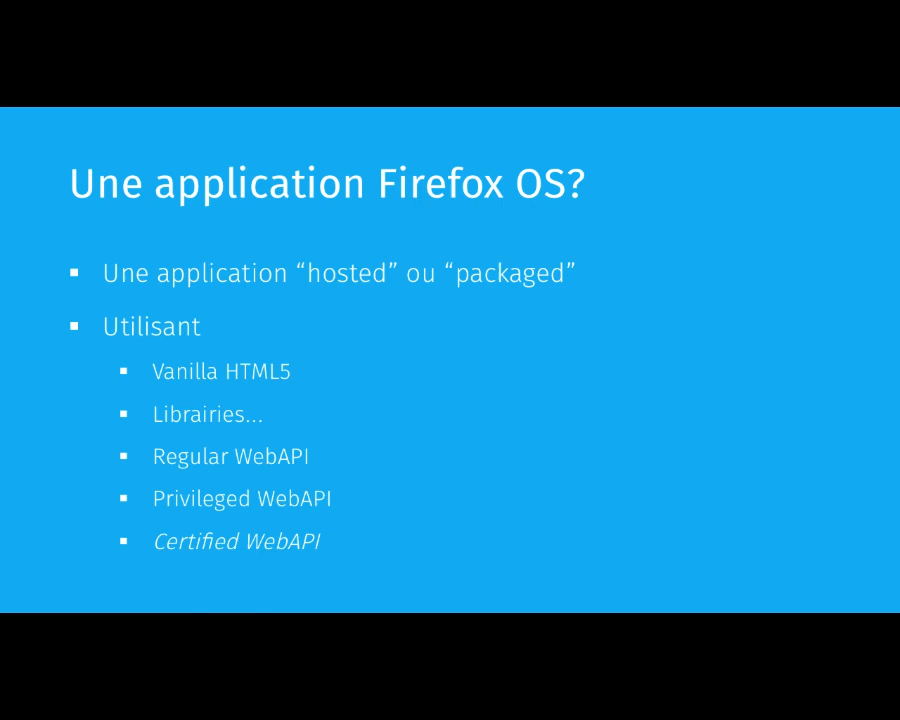 Une application Firefox OS?
Une application “hosted” ou “packaged”
Utilisant
Vanilla HTML5
Librairies...
Regular WebAPI
Privileged WebAPI
Certified WebAPI